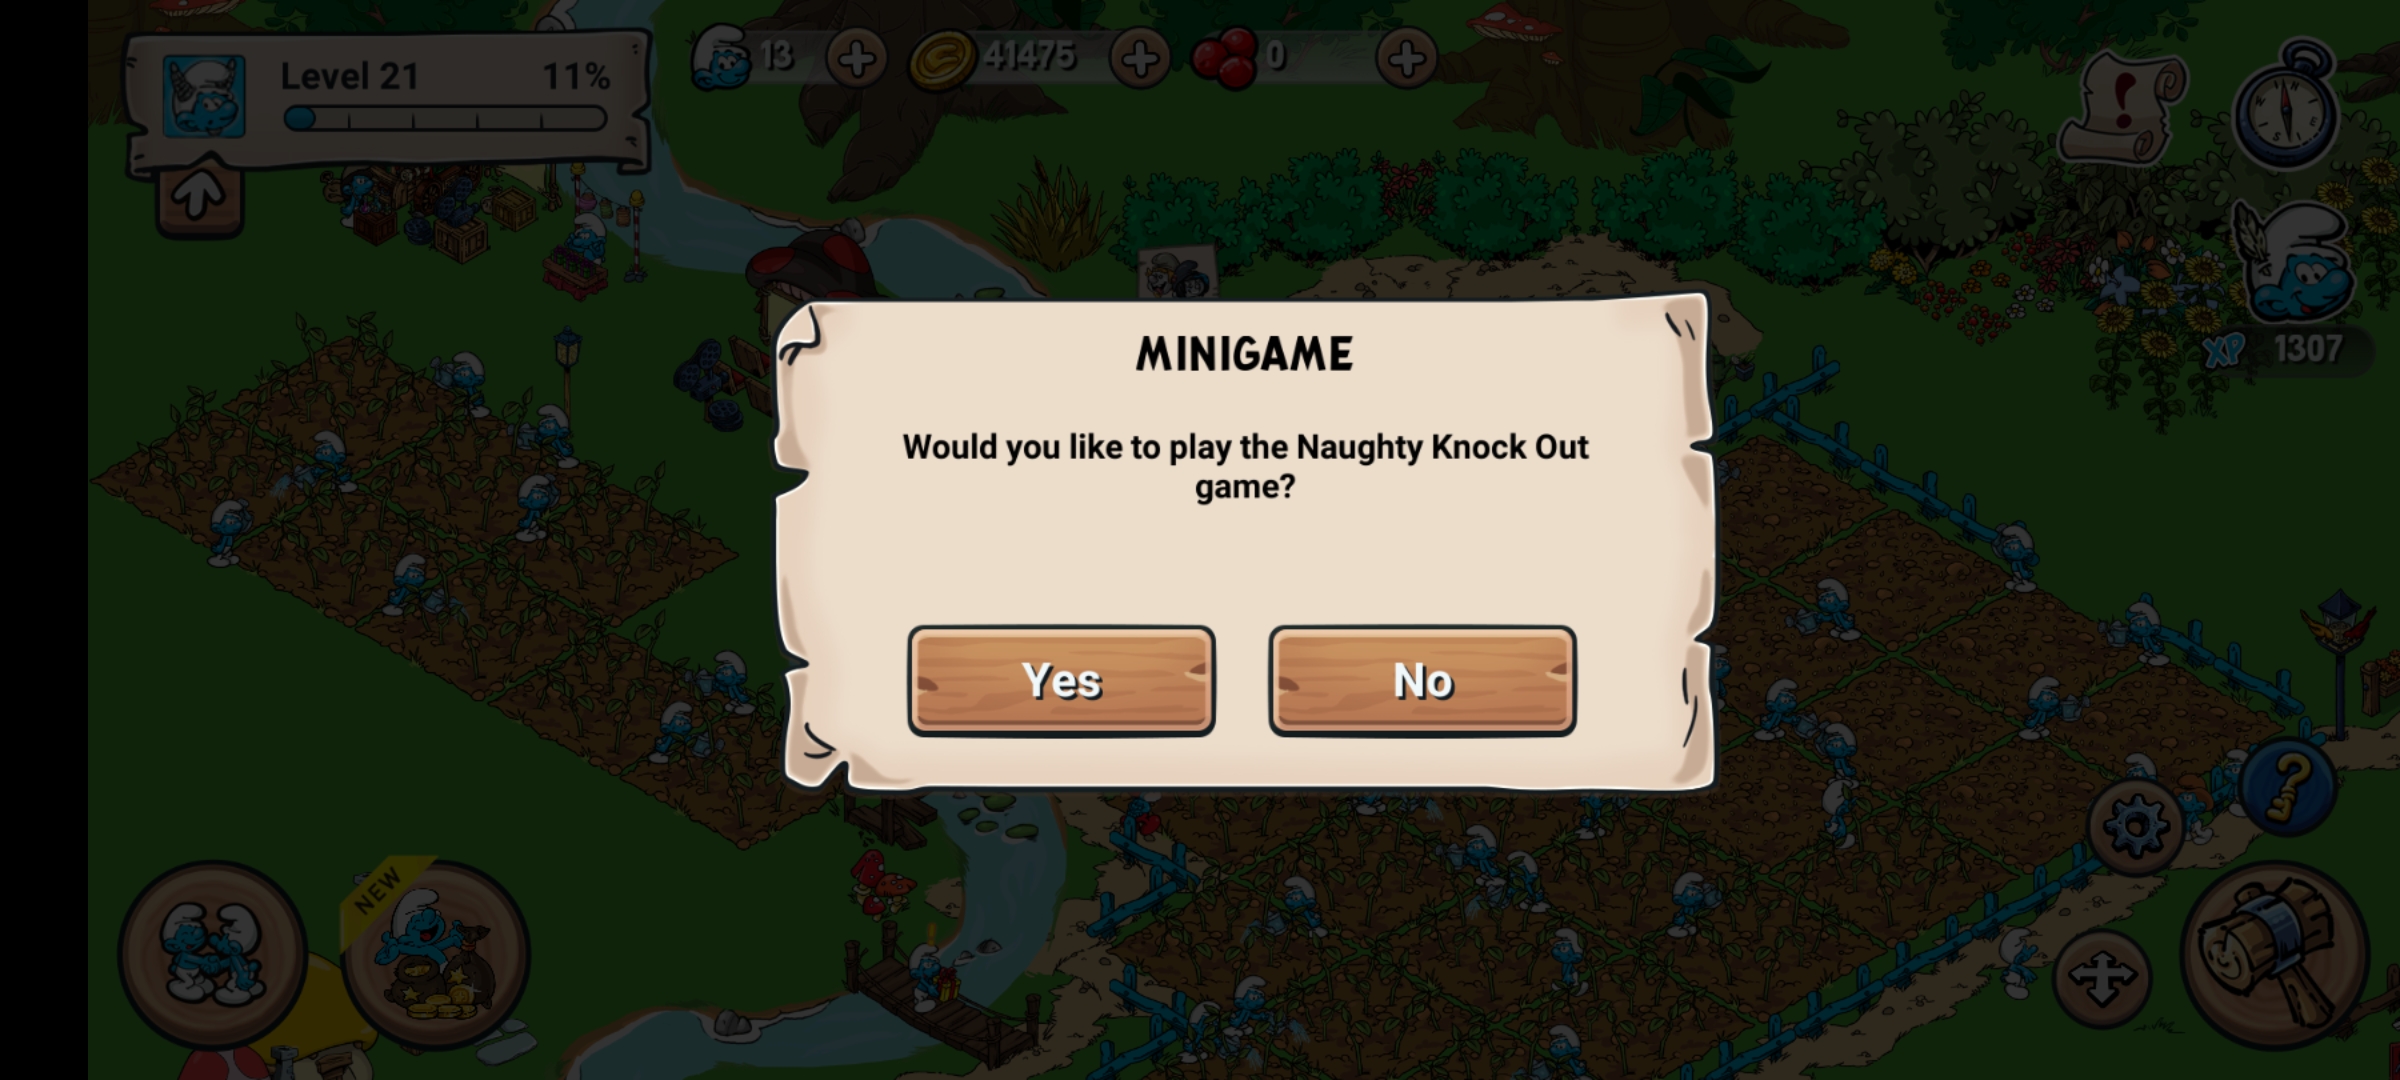 Level 21 11%
13
41475
0
XP 1307
MINIGAME
Would you like to play the Naughty Knock Out
game?
Yes
No
NEW